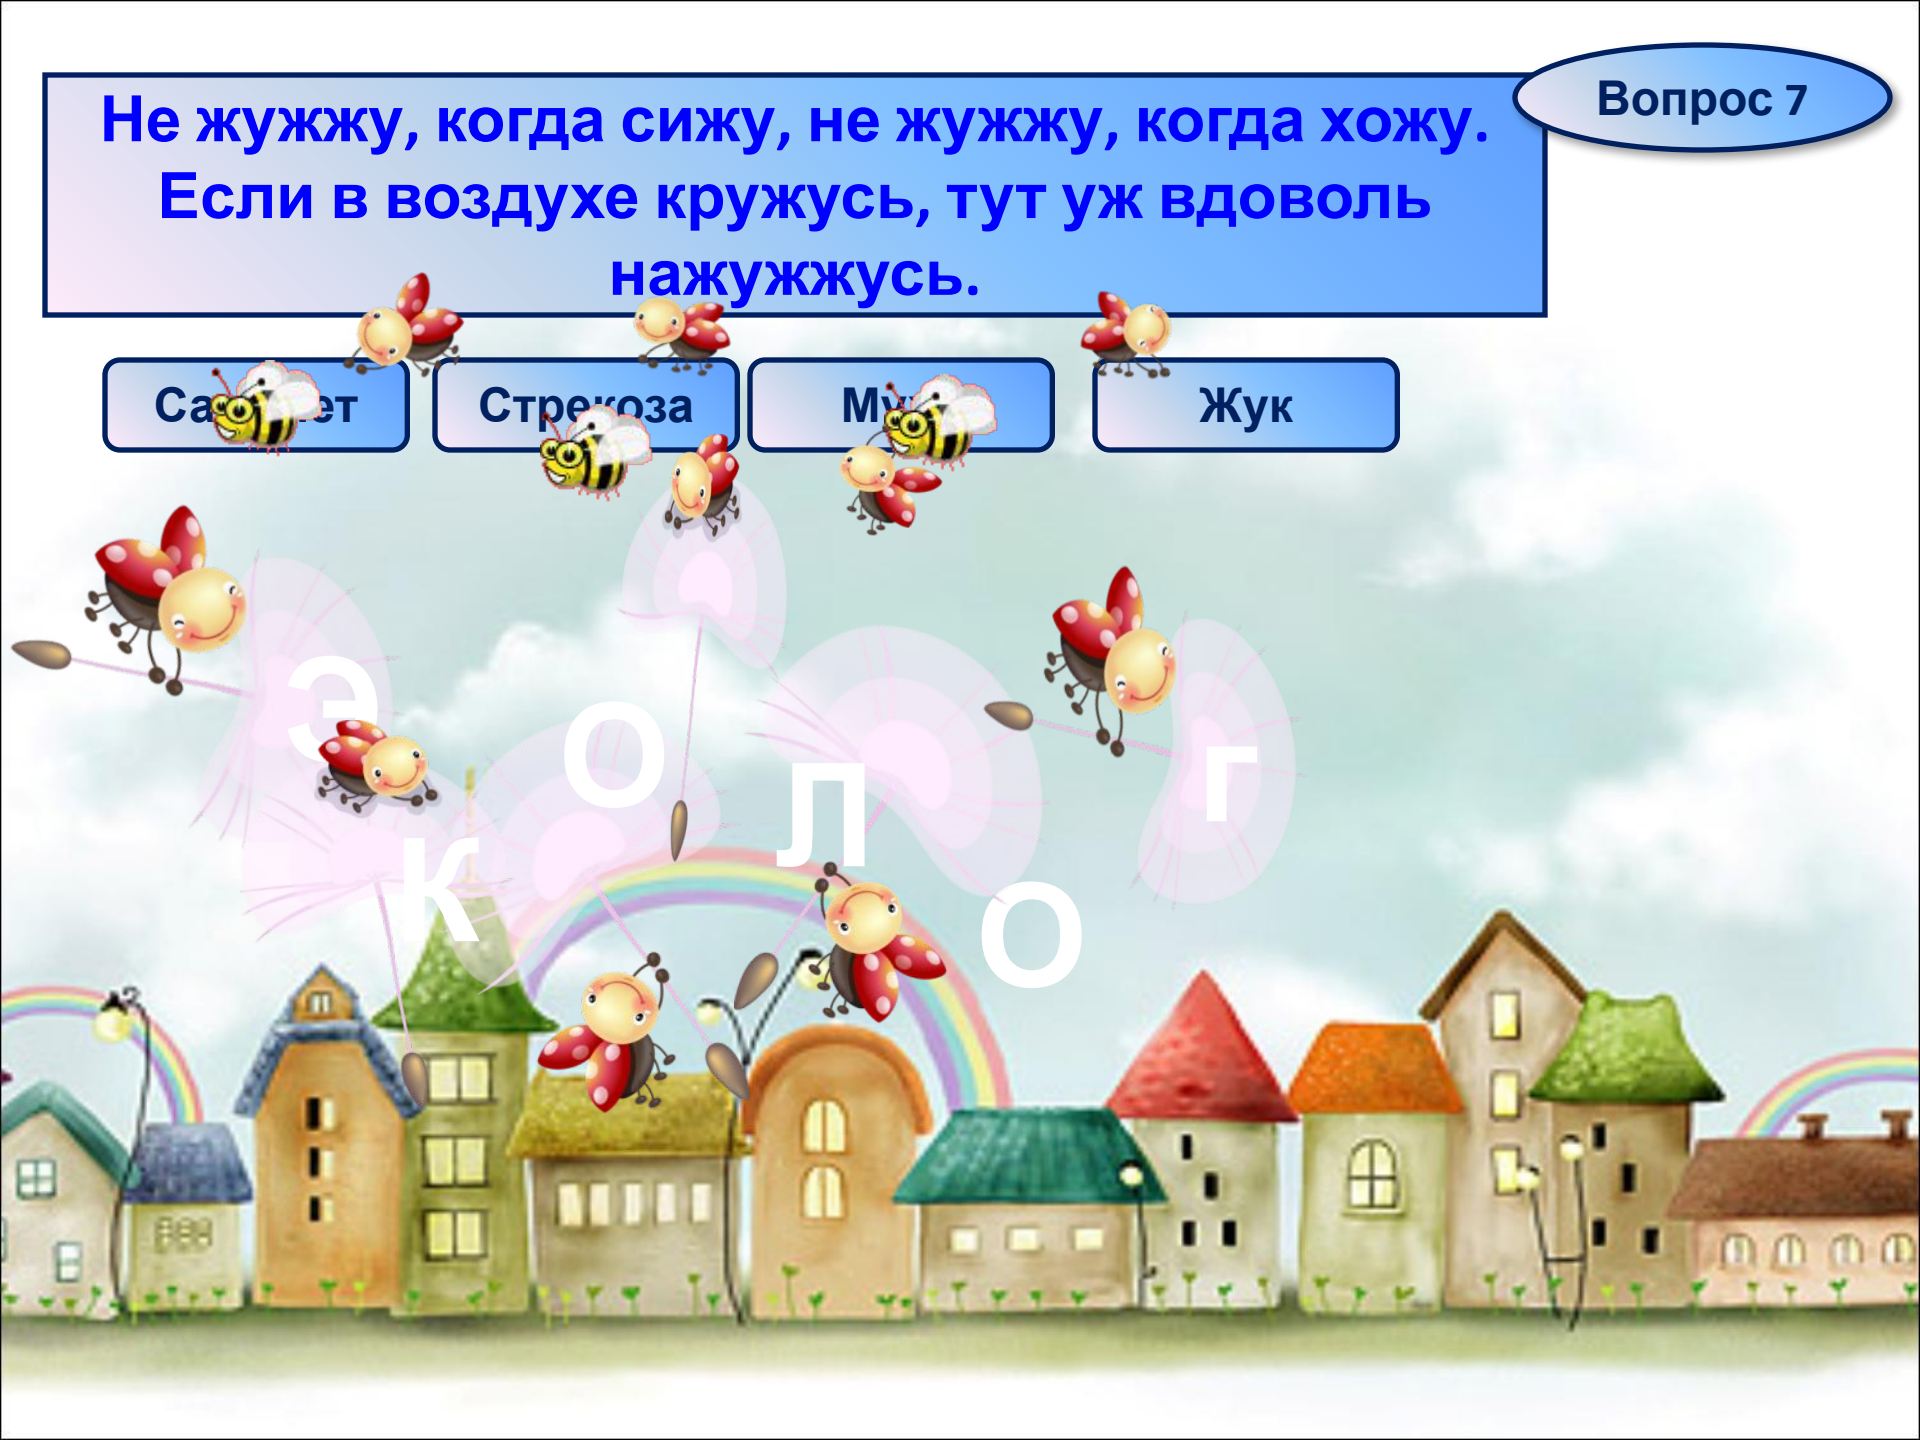 Вопрос 7
Не жужжу, когда сижу, не жужжу, когда хожу.
Если в воздухе кружусь, тут уж вдоволь
нажужжусь.
Стрекоза
Жук
Э
К
О
Л
О
г